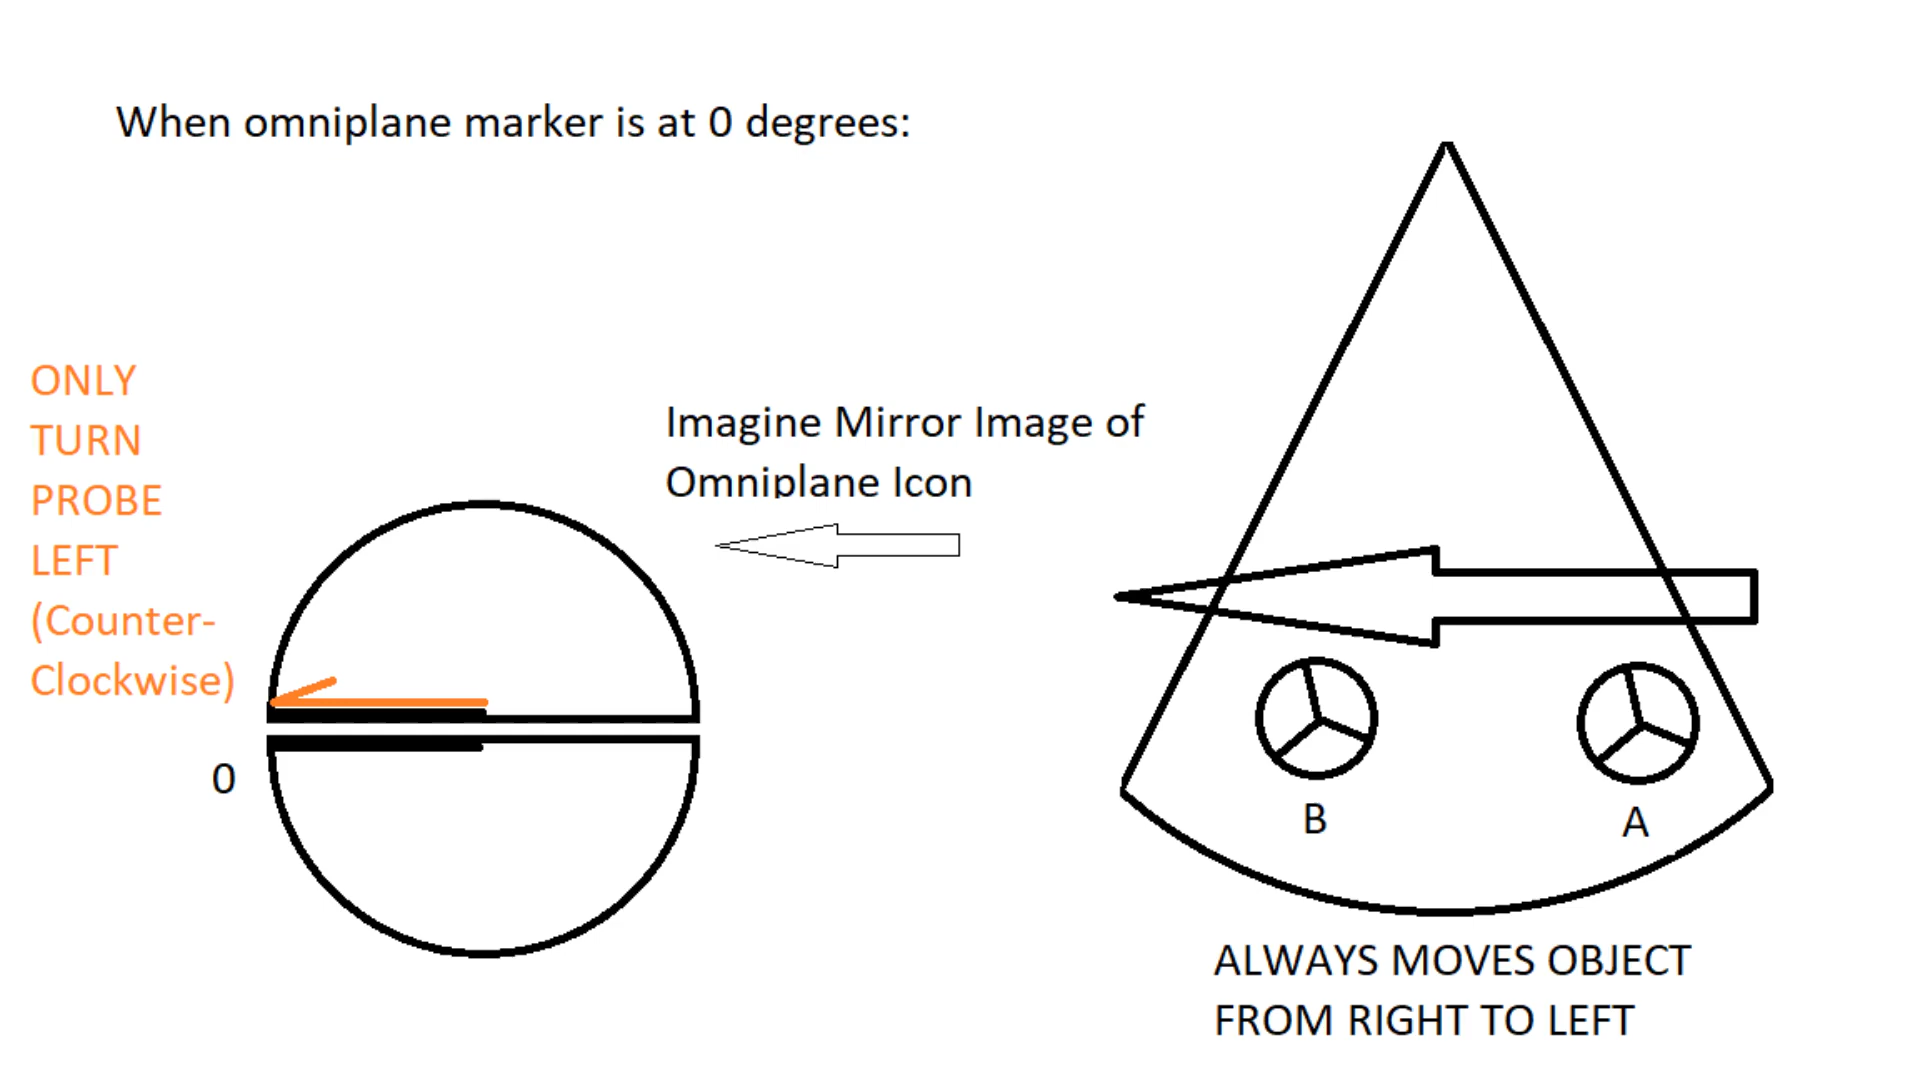 When omniplane marker is at 0 degrees:
ONLY
TURN
PROBE
LEFT
(Counter-
Clockwise)
Imagine Mirror Image of
Omniplane Icon
0
B
A
ALWAYS MOVES OBJECT
FROM RIGHT TO LEFT